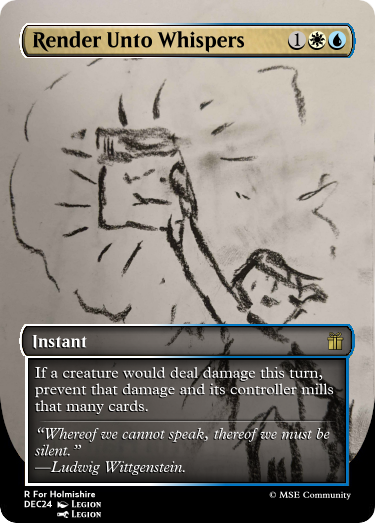 Render Unto Whispers 1
Instant
If a creature would deal damage this turn,
prevent that damage and its controller mills
that many cards.
“Whereof we cannot speak, thereof we must be
silent.”
—Ludwig Wittgenstein.
R For Holmishire
DEC24 Legion
Legion
© MSE Community